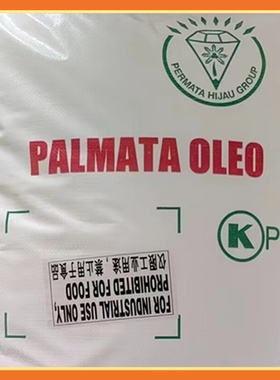 PERMATA HIJAU GROUP
PALMATA OLEO
K P
FOR INDUSTRIAL USE ONLY,
PROHIBITED FOR FOOD
仅限工业用途，禁止用于食品